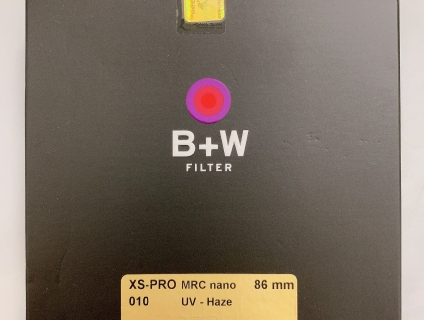 B+W
FILTER
XS-PRO MRC nano 86 mm
010 UV - Haze